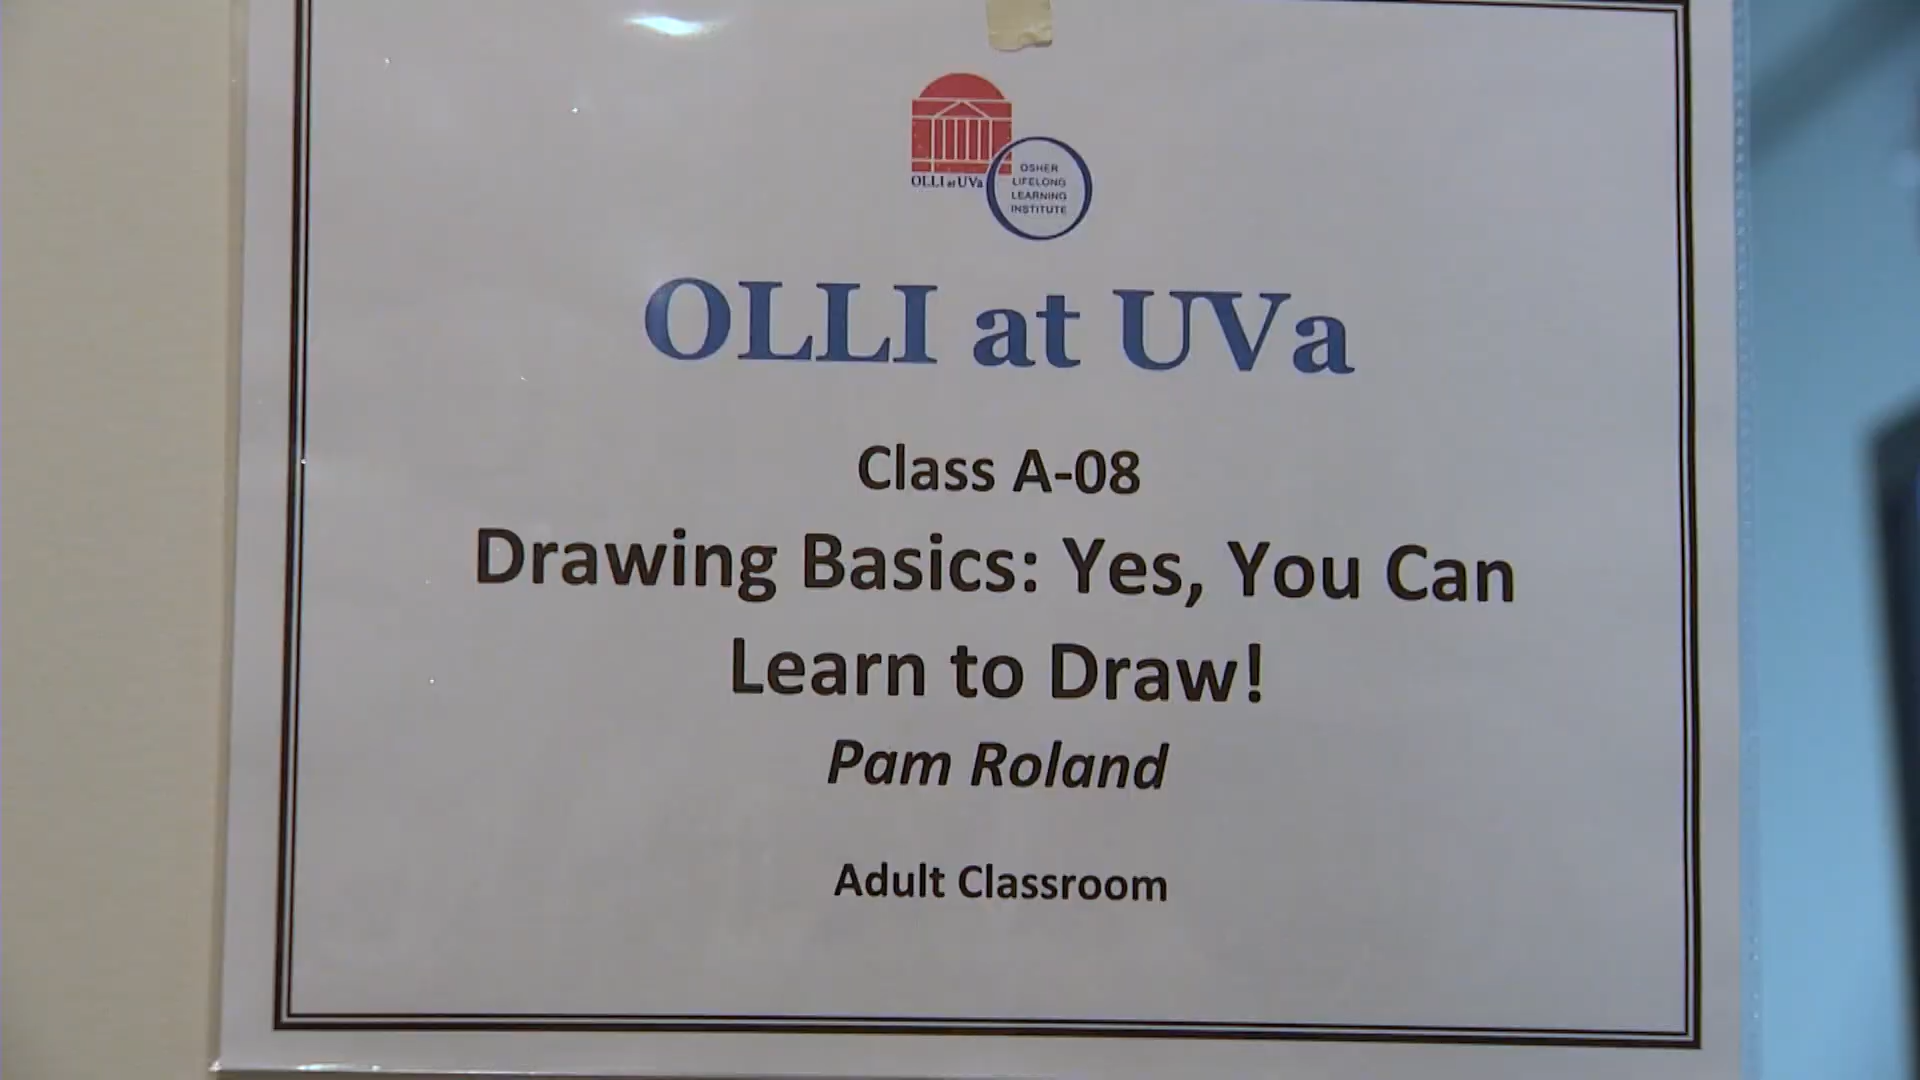 OLLI at UVa
OSHER
LIFELONG
LEARNING
INSTITUTE
OLLI at UVa
Class A-08
Drawing Basics: Yes, You Can
Learn to Draw!
Pam Roland
Adult Classroom